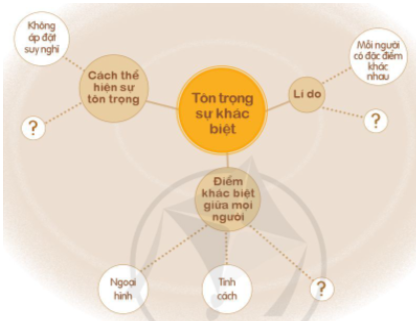 Không
áp đặt
suy nghĩ
Cách thể
hiện sự
tôn trọng
?
Tôn trọng
sự khác
biệt
Lí do
Mỗi người
có đặc điểm
khác
nhau
?
Điểm
khác biệt
giữa mọi
người
Ngoại
hình
Tính
cách
?